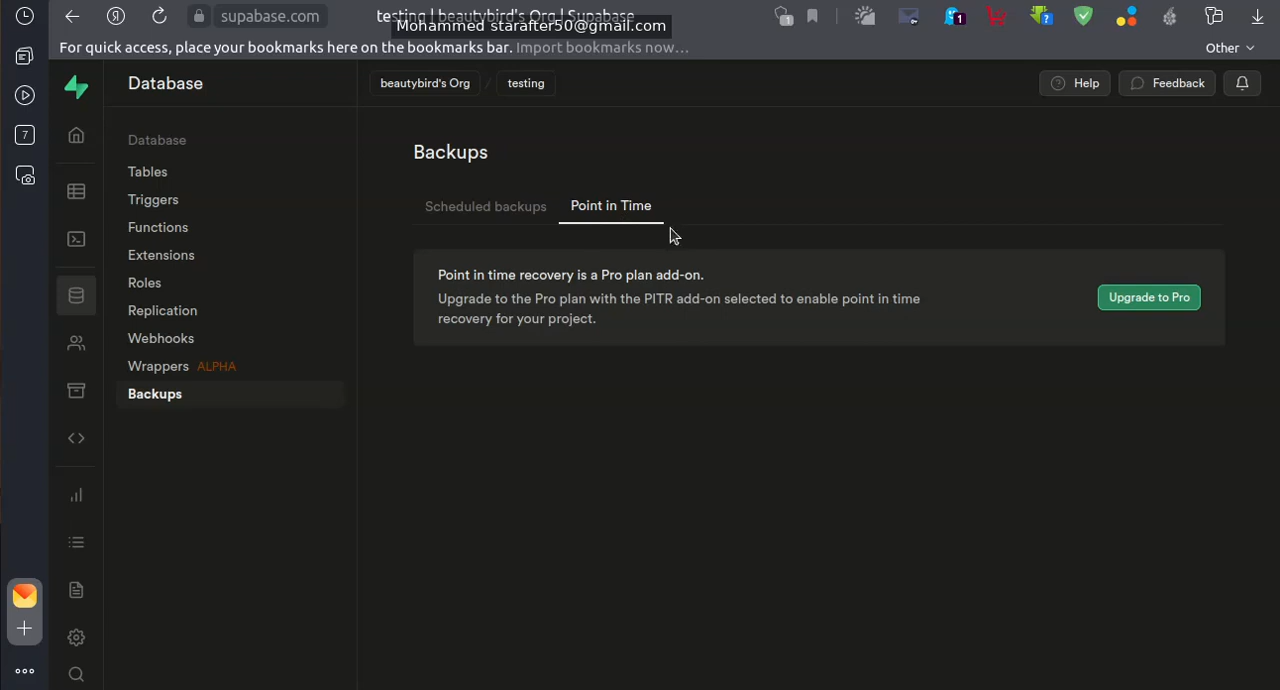 supabase.com
testing | beautybird's Org | Supabase
Mohammed starafter50@gmail.com
1
1
?
For quick access, place your bookmarks here on the bookmarks bar. Import bookmarks now...
Other
7
Database
beautybird's Org / testing
Help
Feedback
Database
Tables
Triggers
Functions
Extensions
Roles
Replication
Webhooks
Wrappers ALPHA
Backups
Backups
Scheduled backups
Point in Time
Point in time recovery is a Pro plan add-on.
Upgrade to the Pro plan with the PITR add-on selected to enable point in time
recovery for your project.
Upgrade to Pro